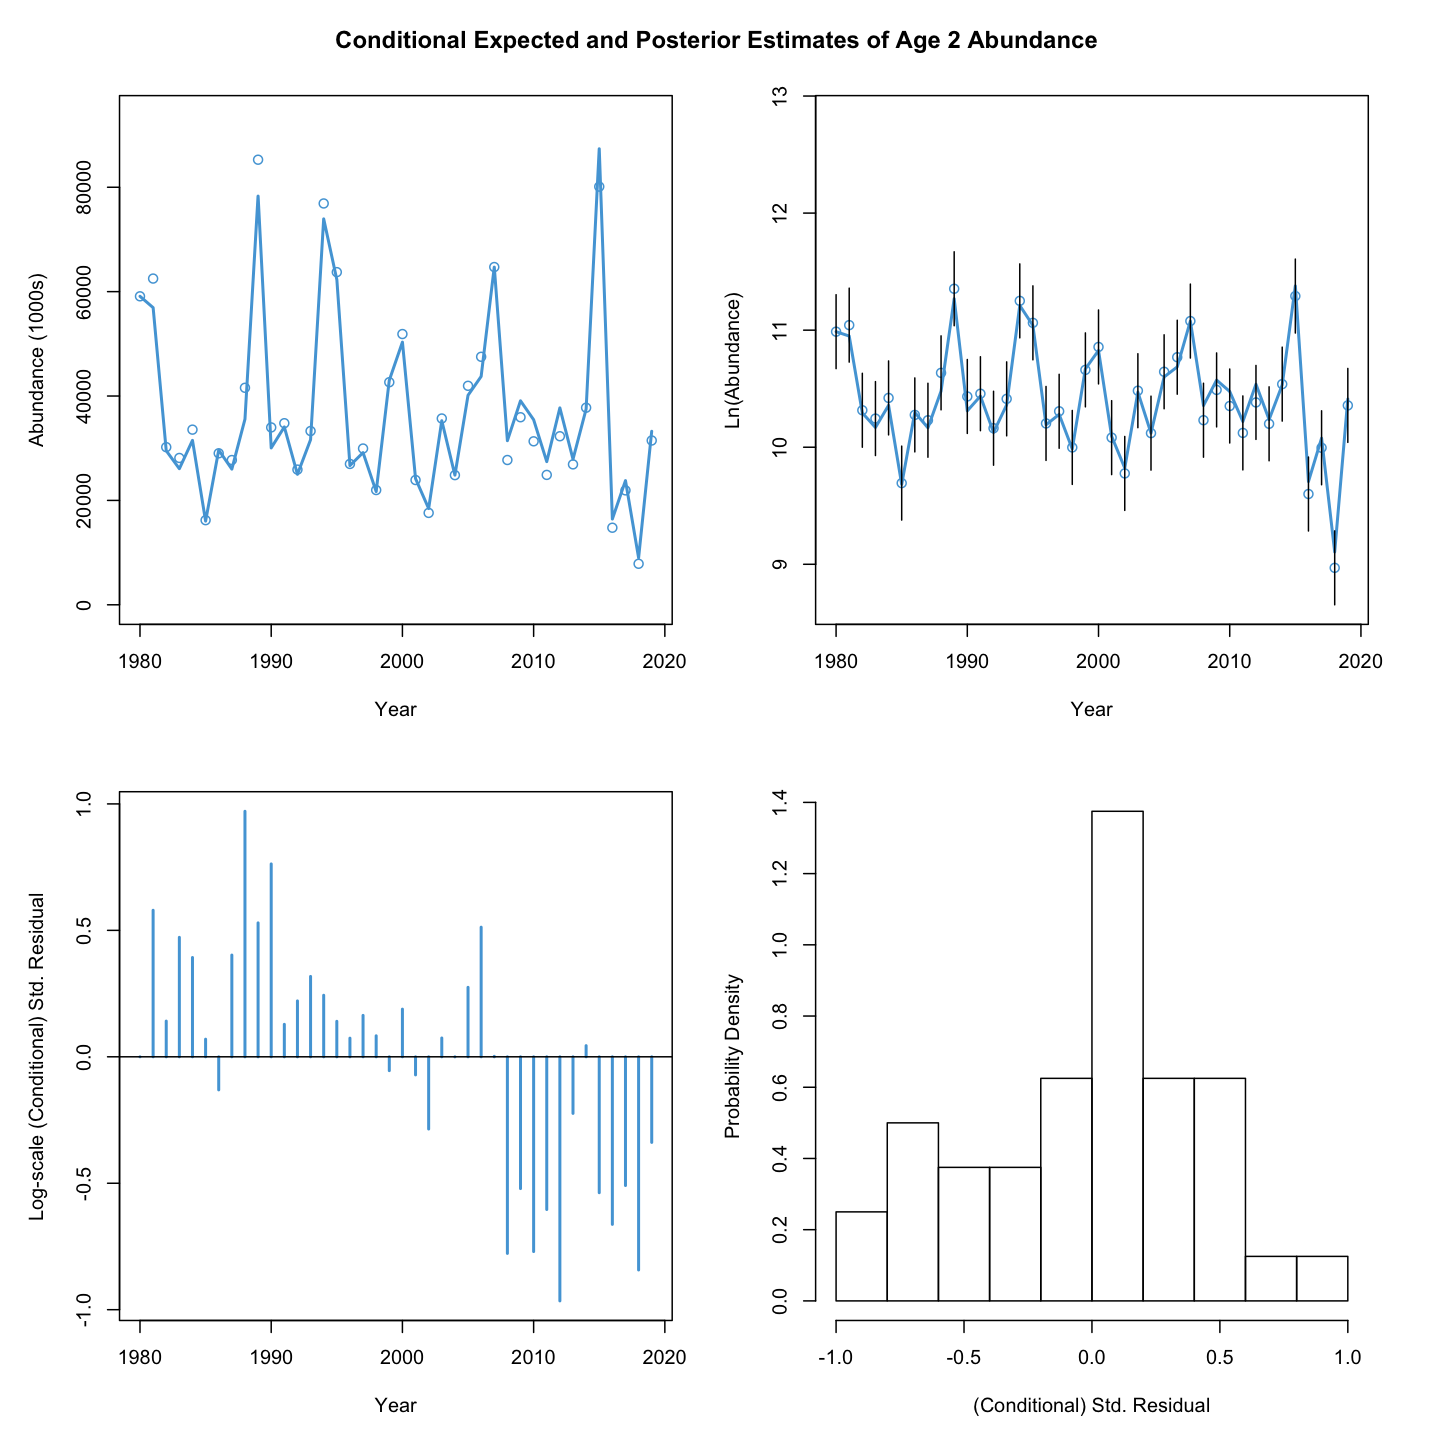 Conditional Expected and Posterior Estimates of Age 2 Abundance
Abundance (1000s)
80000
60000
40000
20000
0
1980 1990 2000 2010 2020
Year
Ln(Abundance)
13
12
11
10
9
1980 1990 2000 2010 2020
Year
Log-scale (Conditional) Std. Residual
1.0
0.5
0.0
-0.5
-1.0
1980 1990 2000 2010 2020
Year
Probability Density
1.4
1.2
1.0
0.8
0.6
0.4
0.2
0.0
-1.0 -0.5 0.0 0.5 1.0
(Conditional) Std. Residual